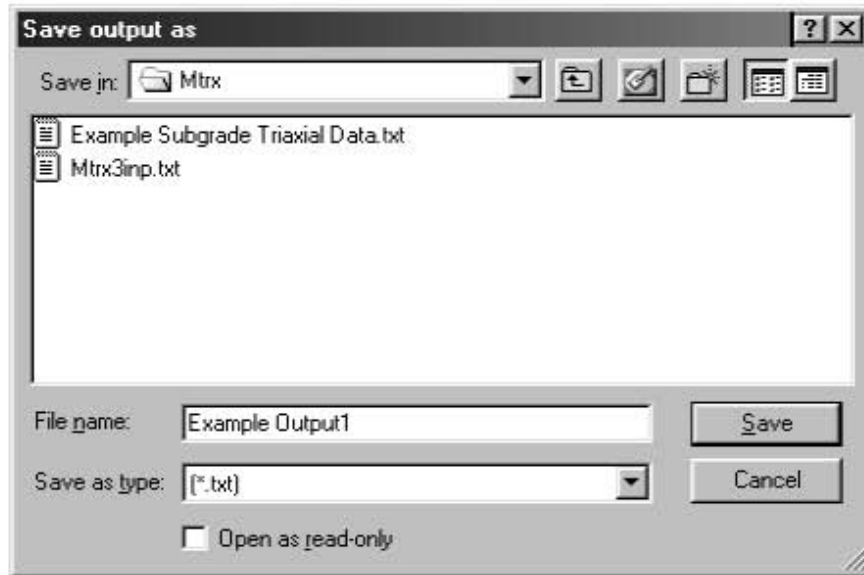 Save output as
Save in: Mtrx
Example Subgrade Triaxial Data.txt
Mtrx3inp.txt
File name: Example Output1 Save
Save as type: (*.txt) Cancel
Open as read-only